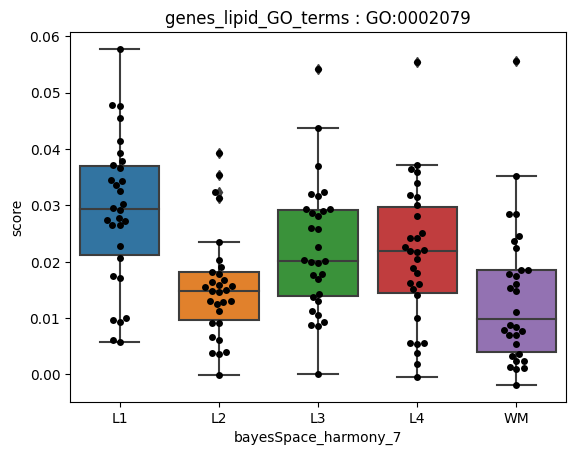 genes_lipid_GO_terms : GO:0002079
0.06
0.05
0.04
0.03
0.02
0.01
0.00
score
L1 L2 L3 L4 WM
bayesSpace_harmony_7